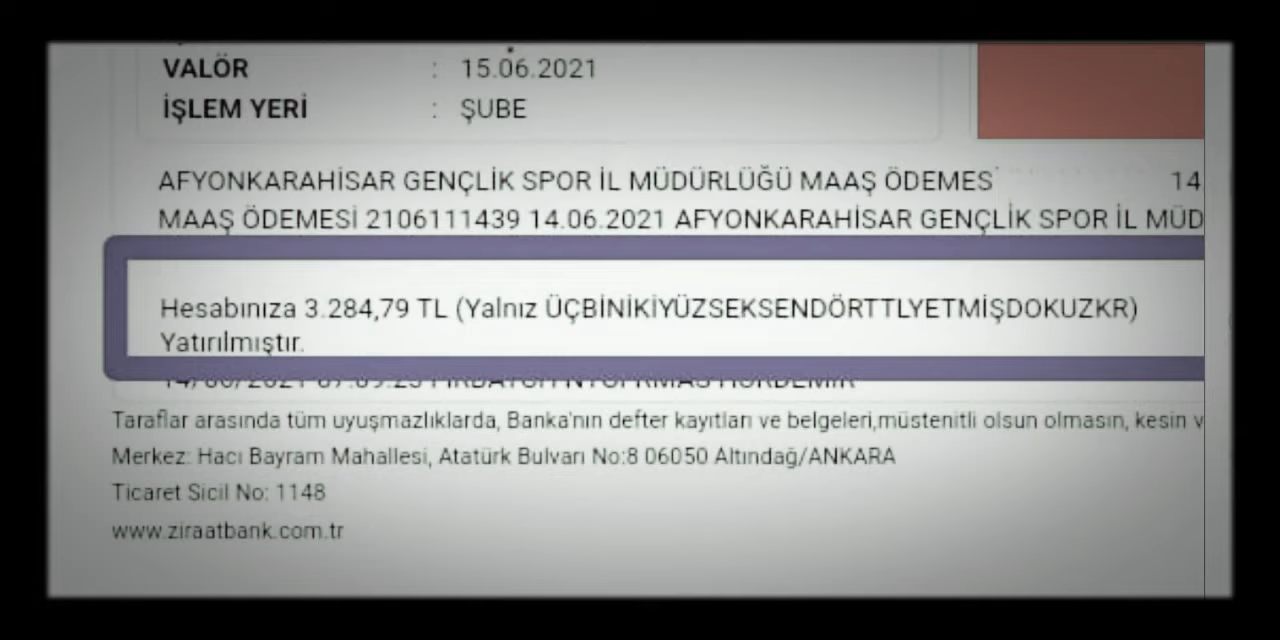 VALÖR : 15.06.2021
İŞLEM YERİ : ŞUBE
AFYONKARAHİSAR GENÇLİK SPOR İL MÜDÜRLÜĞÜ MAAŞ ÖDEMES 14
MAAŞ ÖDEMESİ 2106111439 14.06.2021 AFYONKARAHİSAR GENÇLİK SPOR İL MÜD
Hesabınıza 3.284,79 TL (Yalnız ÜÇBİNİKİYÜZSEKSENDÖRTTLYETMİŞDOKUZKR)
Yatırılmıştır.
Taraflar arasında tüm uyuşmazlıklarda, Banka'nın defter kayıtları ve belgeleri,müstenitli olsun olmasın, kesin v
Merkez: Hacı Bayram Mahallesi, Atatürk Bulvarı No:8 06050 Altındağ/ANKARA
Ticaret Sicil No: 1148
www.ziraatbank.com.tr